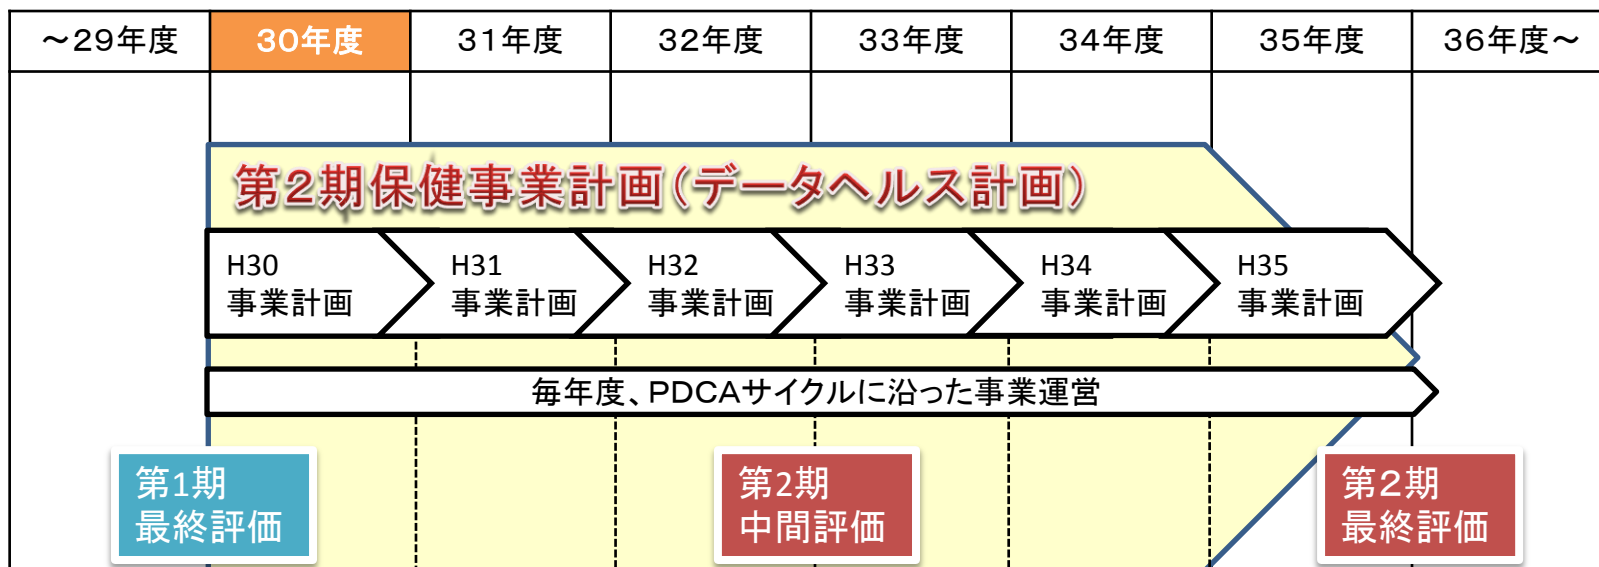 ～29年度
30年度
31年度
32年度
33年度
34年度
35年度
36年度～
第２期保健事業計画（データヘルス計画）
H30
事業計画
H31
事業計画
H32
事業計画
H33
事業計画
H34
事業計画
H35
事業計画
毎年度、PDCAサイクルに沿った事業運営
第1期
最終評価
第2期
中間評価
第２期
最終評価